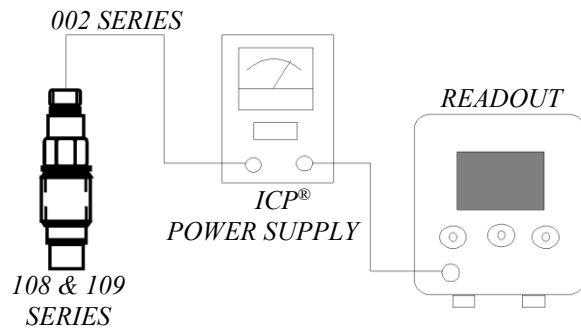 002 SERIES
READOUT
ICP®
POWER SUPPLY
108 & 109
SERIES